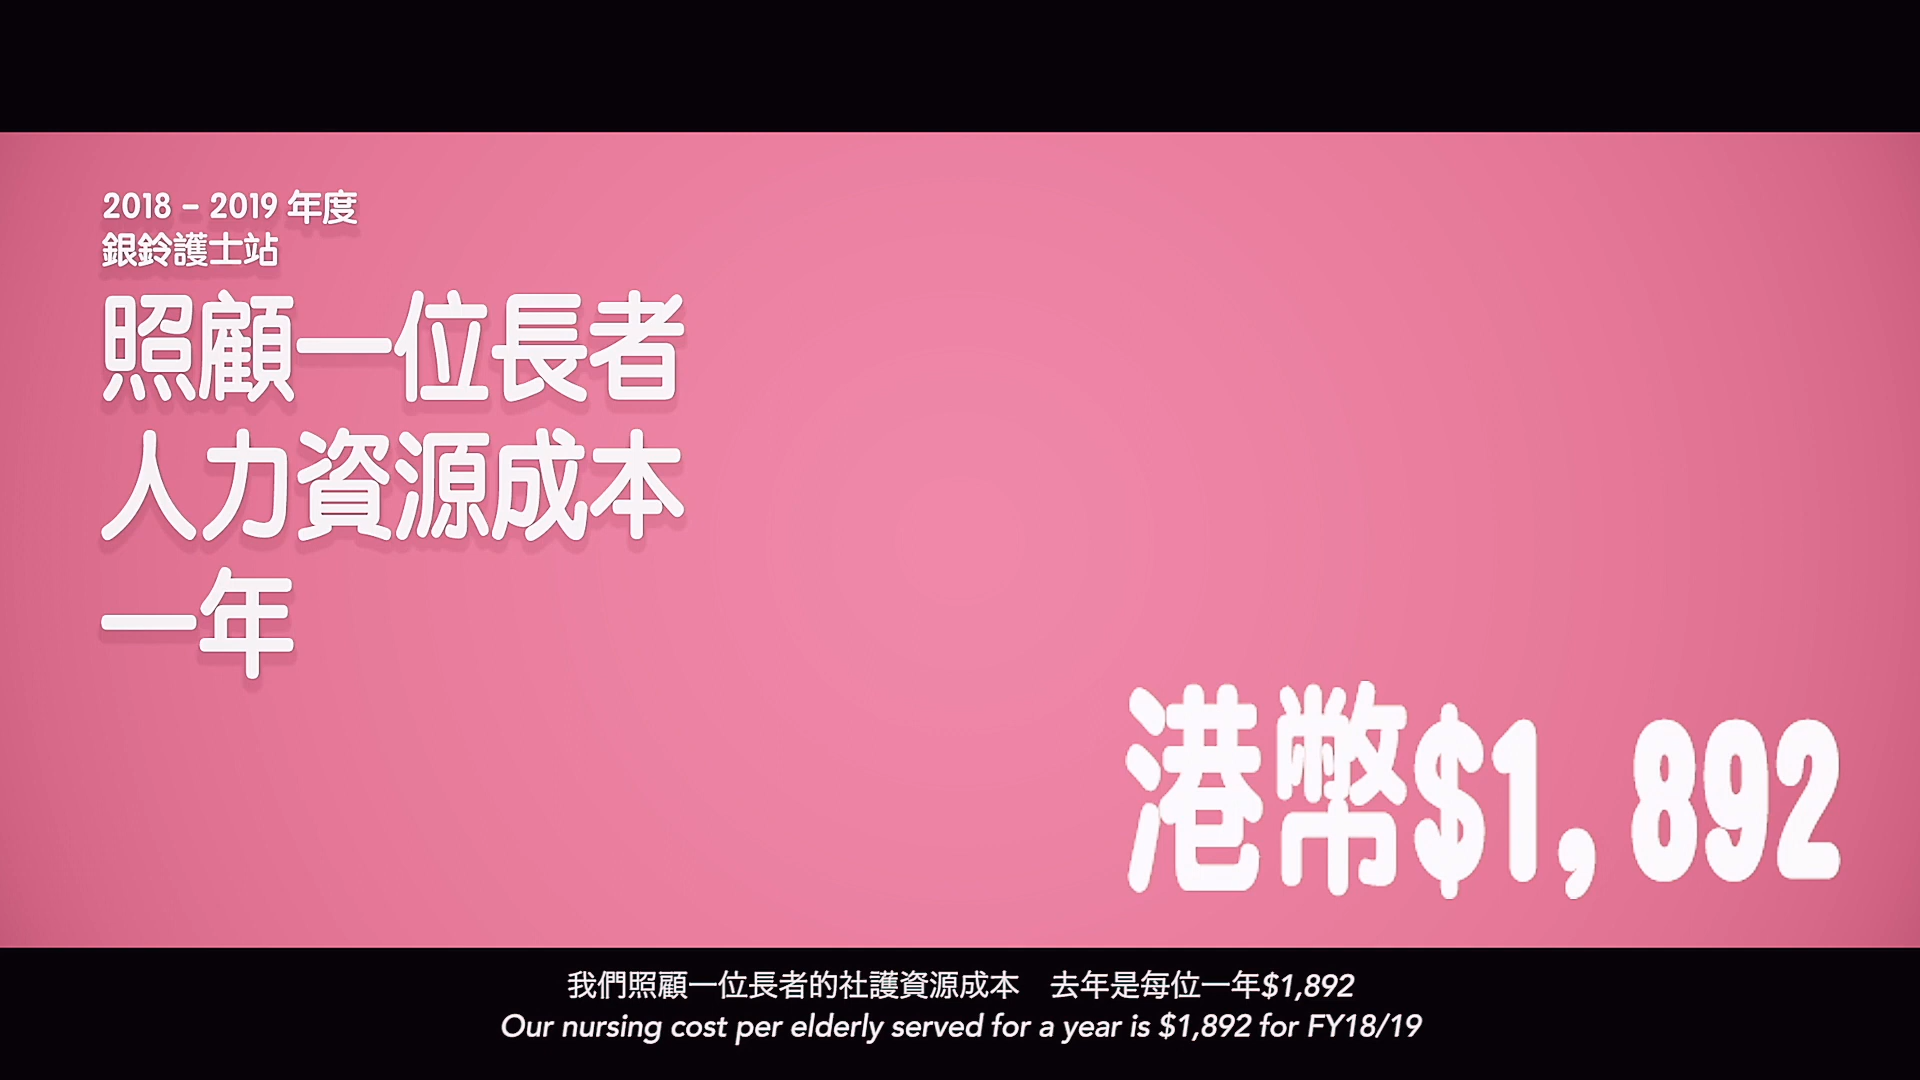 2018 - 2019 年度
銀鈴護士站
照顧一位長者
人力資源成本
一年
港幣$1,892
我們照顧一位長者的社護資源成本　去年是每位一年$1,892
Our nursing cost per elderly served for a year is $1,892 for FY18/19